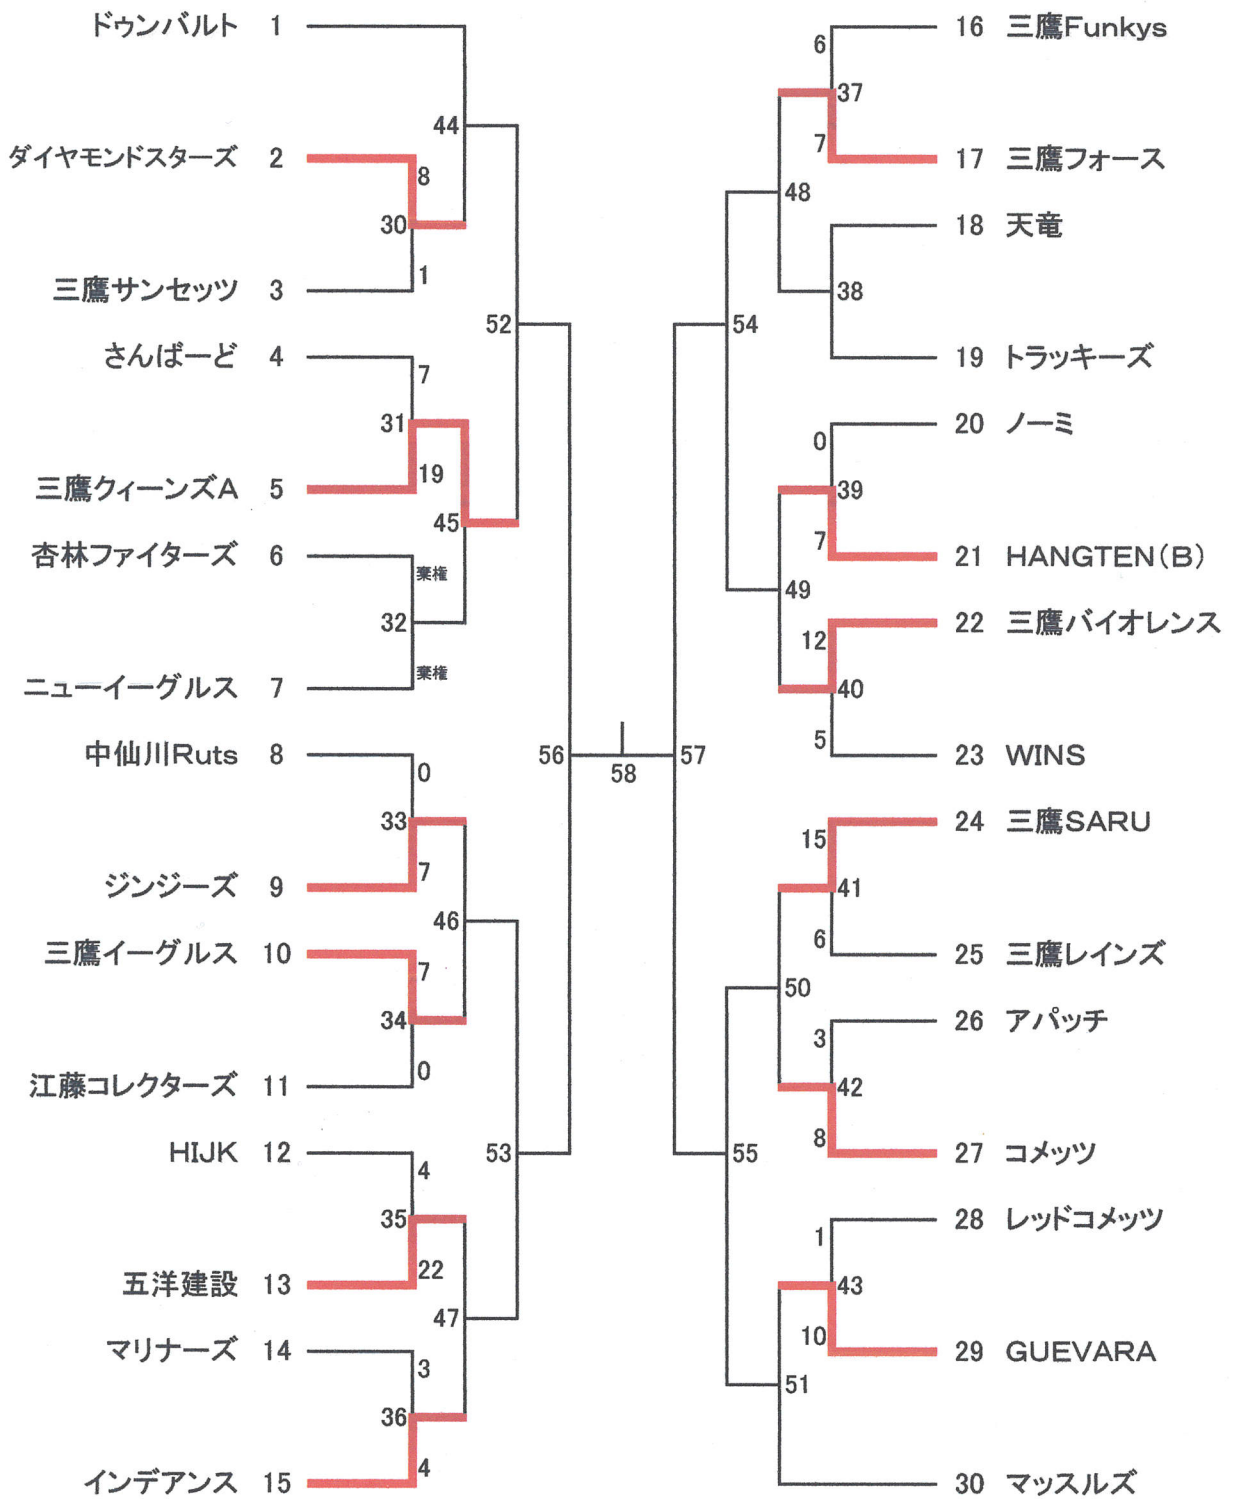 ドゥンバルト 1
44
ダイヤモンドスターズ 2
8
30
1
三鷹サンセッツ 3
52
さんばーど 4
7
31
19
三鷹クィーンズA 5
45
杏林ファイターズ 6
棄権
32
棄権
ニューイーグルス 7
中仙川Ruts 8
0
33
7
ジンジーズ 9
46
三鷹イーグルス 10
7
34
0
江藤コレクターズ 11
HIJK 12
4
53
35
22
五洋建設 13
47
マリナーズ 14
3
36
4
インデアンス 15
56
58
57
16 三鷹Funkys
6
37
7
17 三鷹フォース
48
18 天竜
38
54
19 トラッキーズ
20 ノーミ
0
39
7
21 HANGTEN(B)
49
22 三鷹バイオレンス
12
40
5
23 WINS
24 三鷹SARU
15
41
6
25 三鷹レインズ
50
26 アパッチ
3
42
8
27 コメッツ
55
28 レッドコメッツ
1
43
10
29 GUEVARA
51
30 マッスルズ